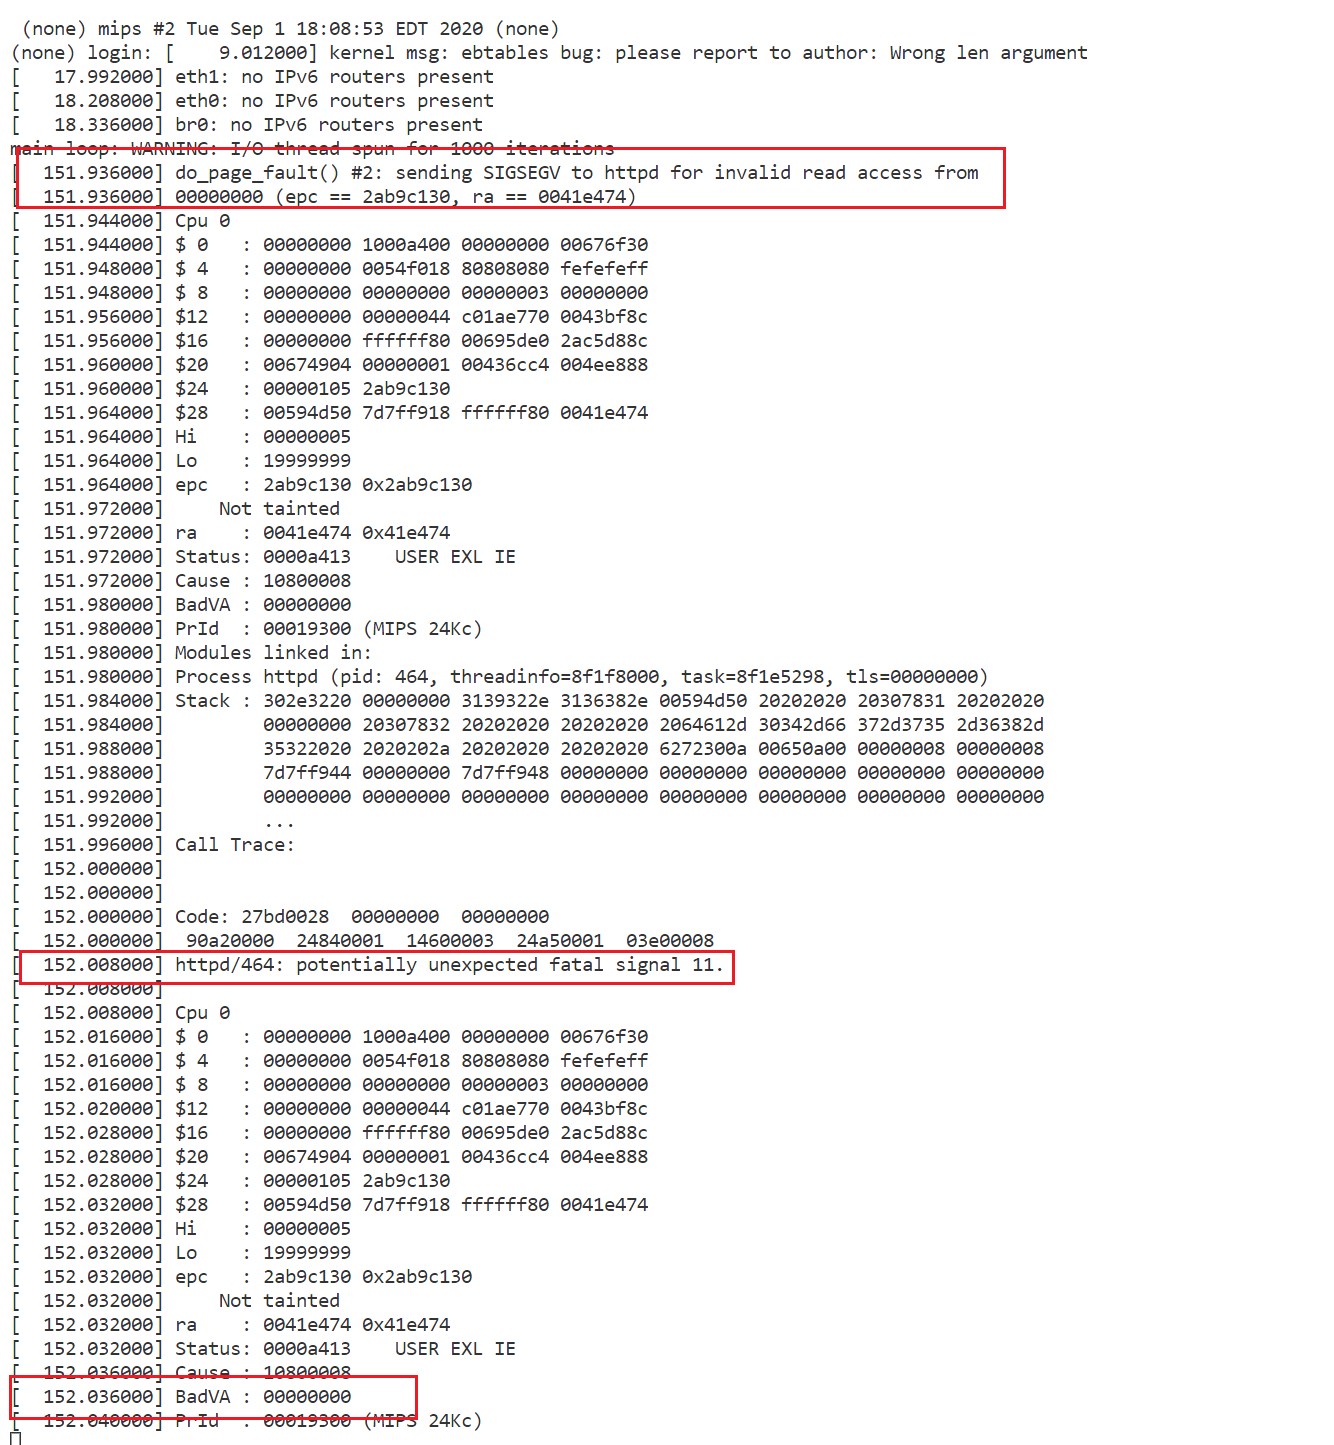 (none) mips #2 Tue Sep 1 18:08:53 EDT 2020 (none)
(none) login: [    9.012000] kernel msg: ebtables bug: please report to author: Wrong len argument
[   17.992000] eth1: no IPv6 routers present
[   18.208000] eth0: no IPv6 routers present
[   18.336000] br0: no IPv6 routers present
main loop: WARNING: I/O thread spun for 1000 iterations
[  151.936000] do_page_fault() #2: sending SIGSEGV to httpd for invalid read access from
[  151.936000] 00000000 (epc == 2ab9c130, ra == 0041e474)
[  151.944000] Cpu 0
[  151.944000] $ 0   : 00000000 1000a400 00000000 00676f30
[  151.948000] $ 4   : 00000000 0054f018 80808080 fefefeff
[  151.948000] $ 8   : 00000000 00000000 00000003 00000000
[  151.956000] $12   : 00000000 00000044 c01ae770 0043bf8c
[  151.956000] $16   : 00000000 ffffff80 00695de0 2ac5d88c
[  151.960000] $20   : 00674904 00000001 00436cc4 004ee888
[  151.960000] $24   : 00000105 2ab9c130
[  151.964000] $28   : 00594d50 7d7ff918 ffffff80 0041e474
[  151.964000] Hi    : 00000005
[  151.964000] Lo    : 19999999
[  151.964000] epc   : 2ab9c130 0x2ab9c130
[  151.972000]     Not tainted
[  151.972000] ra    : 0041e474 0x41e474
[  151.972000] Status: 0000a413    USER EXL IE
[  151.972000] Cause : 10800008
[  151.980000] BadVA : 00000000
[  151.980000] PrId  : 00019300 (MIPS 24Kc)
[  151.980000] Modules linked in:
[  151.980000] Process httpd (pid: 464, threadinfo=8f1f8000, task=8f1e5298, tls=00000000)
[  151.984000] Stack : 302e3220 00000000 3139322e 3136382e 00594d50 20202020 20307831 20202020
[  151.984000]         00000000 20307832 20202020 20202020 2064612d 30342d66 372d3735 2d36382d
[  151.988000]         35322020 2020202a 20202020 20202020 6272300a 00650a00 00000008 00000008
[  151.988000]         7d7ff944 00000000 7d7ff948 00000000 00000000 00000000 00000000 00000000
[  151.992000]         00000000 00000000 00000000 00000000 00000000 00000000 00000000 00000000
[  151.992000]         ...
[  151.996000] Call Trace:
[  152.000000]
[  152.000000]
[  152.000000] Code: 27bd0028  00000000  00000000
[  152.000000]  90a20000  24840001  14600003  24a50001  03e00008
[  152.008000] httpd/464: potentially unexpected fatal signal 11.
[  152.008000]
[  152.008000] Cpu 0
[  152.016000] $ 0   : 00000000 1000a400 00000000 00676f30
[  152.016000] $ 4   : 00000000 0054f018 80808080 fefefeff
[  152.016000] $ 8   : 00000000 00000000 00000003 00000000
[  152.020000] $12   : 00000000 00000044 c01ae770 0043bf8c
[  152.028000] $16   : 00000000 ffffff80 00695de0 2ac5d88c
[  152.028000] $20   : 00674904 00000001 00436cc4 004ee888
[  152.028000] $24   : 00000105 2ab9c130
[  152.032000] $28   : 00594d50 7d7ff918 ffffff80 0041e474
[  152.032000] Hi    : 00000005
[  152.032000] Lo    : 19999999
[  152.032000] epc   : 2ab9c130 0x2ab9c130
[  152.032000]     Not tainted
[  152.032000] ra    : 0041e474 0x41e474
[  152.032000] Status: 0000a413    USER EXL IE
[  152.036000] Cause : 10800008
[  152.036000] BadVA : 00000000
[  152.040000] PrId  : 00019300 (MIPS 24Kc)